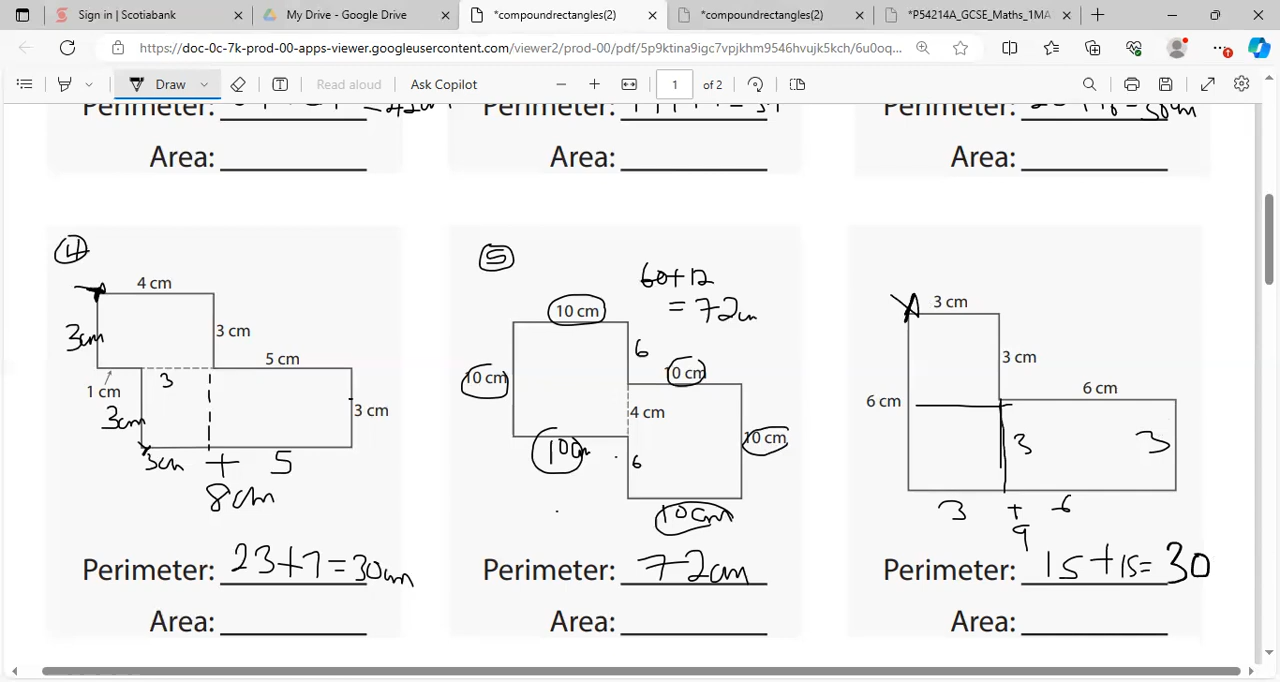 Sign in | Scotiabank
My Drive - Google Drive
*compoundrectangles(2)
*compoundrectangles(2)
*P54214A_GCSE_Maths_1MA
https://doc-0c-7k-prod-00-apps-viewer.googleusercontent.com/viewer2/prod-00/pdf/5p9ktina9igc7vpjkhm9546hvujk5kch/6u0oq...
Draw
Read aloud
Ask Copilot
1 of 2
Perimeter:
Perimeter:
Perimeter:
Area:
Area:
Area:
4
4 cm
3cm
3 cm
5 cm
1 cm
3
3cm
3 cm
3cm + 5
8cm
Perimeter: 23+7=30cm
Area:
5
60+12
= 72cm
10 cm
6
10 cm
10 cm
4 cm
10 cm
10cm
6
10cm
Perimeter: 72cm
Area:
3 cm
3 cm
6 cm
6 cm
3
3
3 + 6
9
Perimeter: 15+15=30
Area: